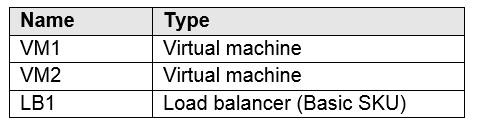 Name Type
VM1 Virtual machine
VM2 Virtual machine
LB1 Load balancer (Basic SKU)